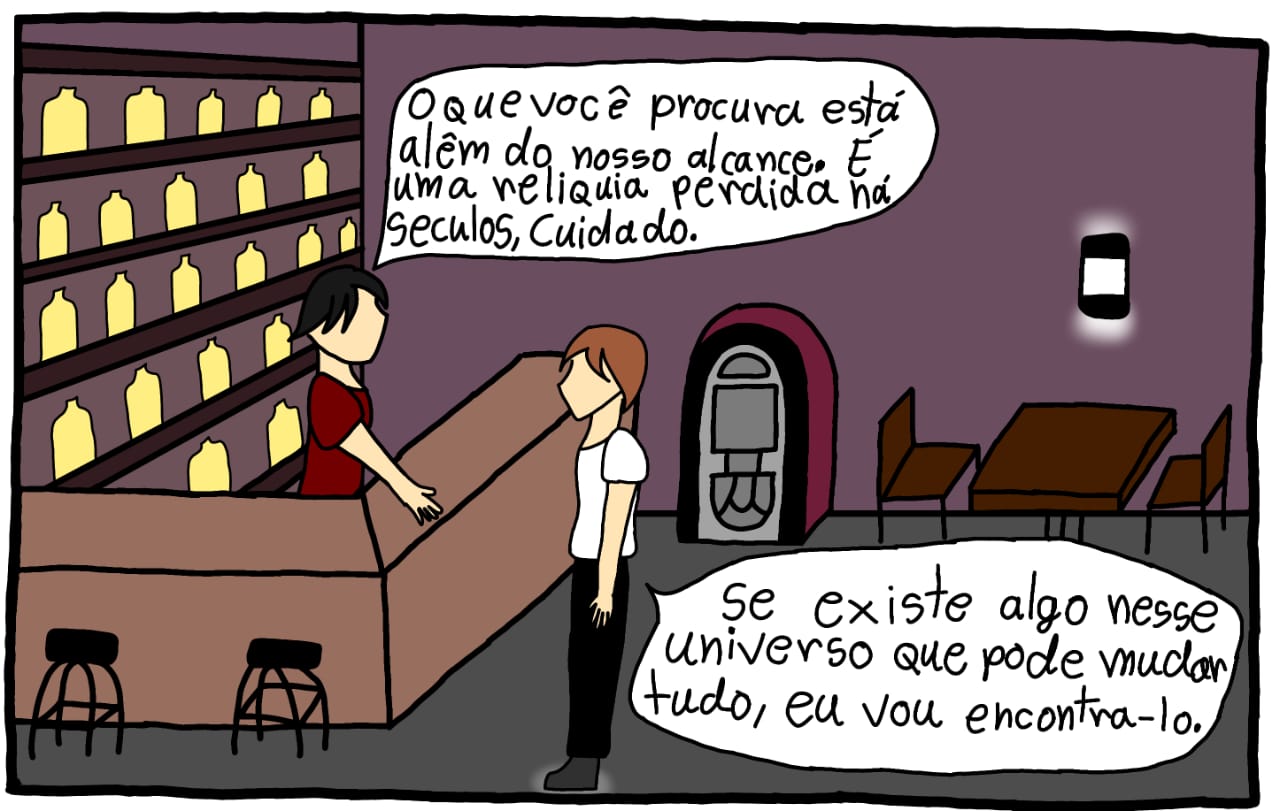 O que você procura está
alêm do nosso alcance. É
uma reliquia perdida há
seculos, Cuidado.
Se existe algo nesse
universo que pode mudar
tudo, eu vou encontra-lo.